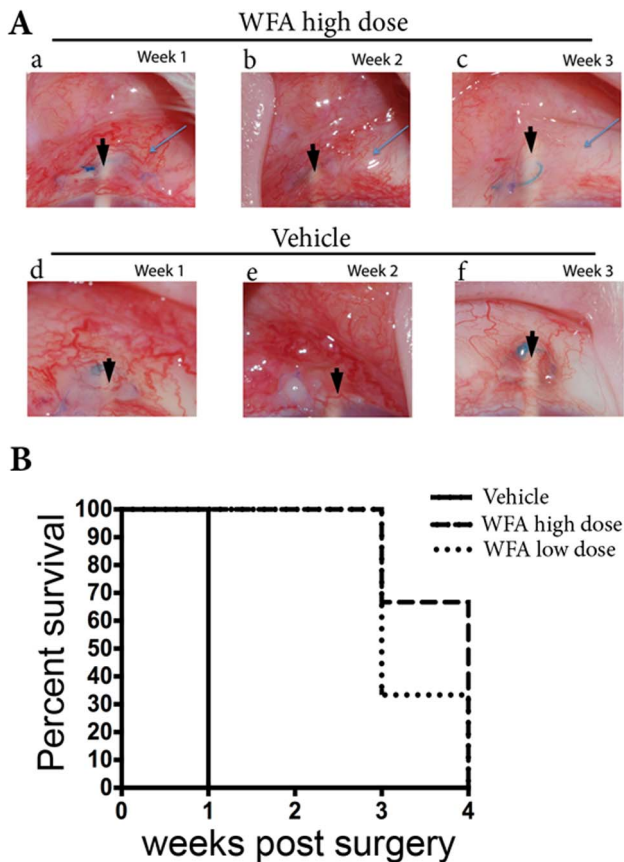 A
WFA high dose
a Week 1 b Week 2 c Week 3
Vehicle
d Week 1 e Week 2 f Week 3
B
Vehicle
WFA high dose
WFA low dose
Percent survival
100
90
80
70
60
50
40
30
20
10
0
0 1 2 3 4
weeks post surgery